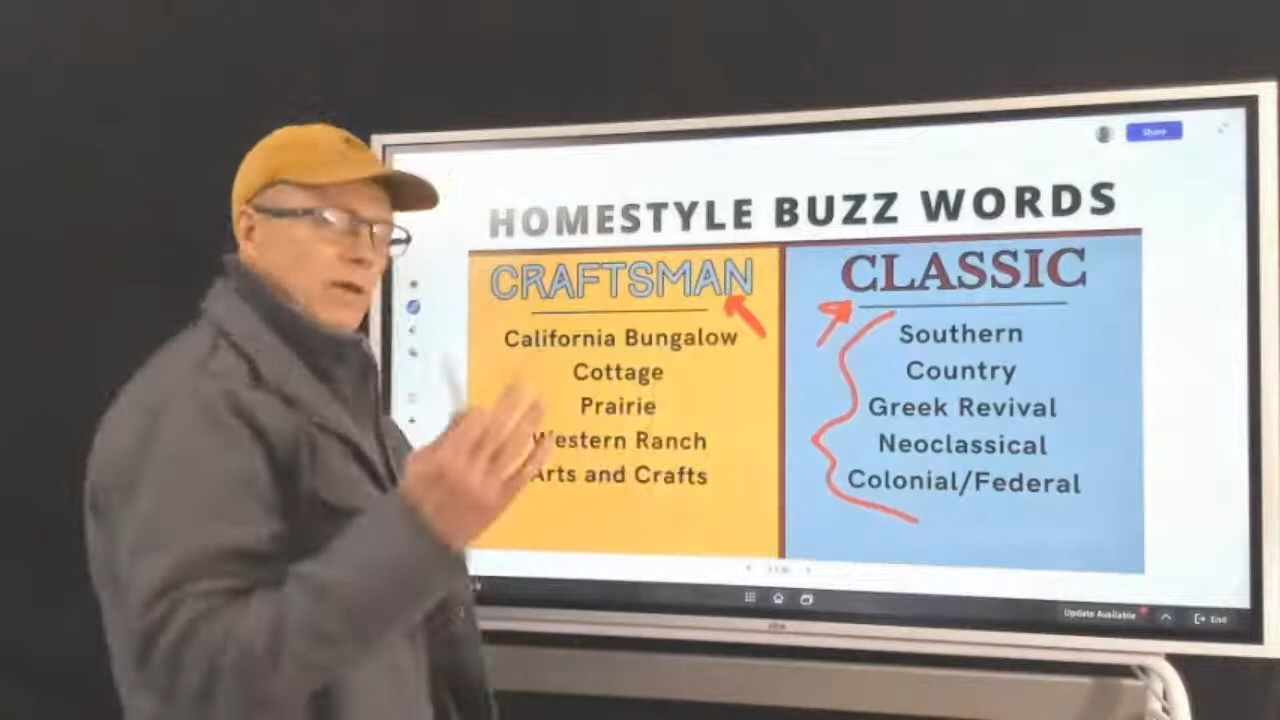 Share
HOMESTYLE BUZZ WORDS
CRAFTSMAN
California Bungalow
Cottage
Prairie
Western Ranch
Arts and Crafts
CLASSIC
Southern
Country
Greek Revival
Neoclassical
Colonial/Federal
Update Available
End